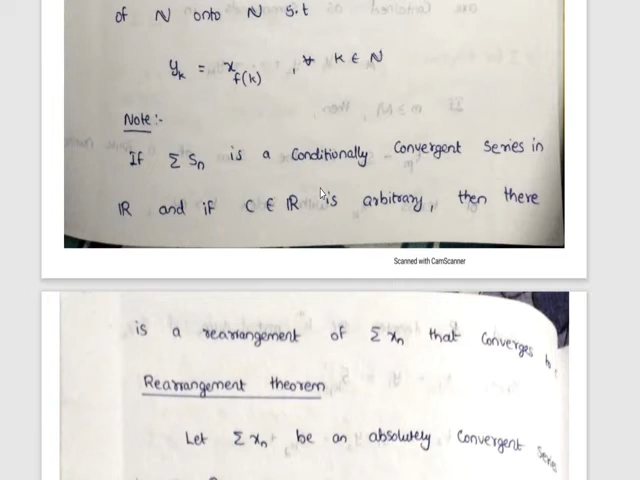 of N onto N s.t
yₖ = x_f(k) , ∀ k ∈ N
Note:-
If Σ Sₙ is a conditionally convergent series in
ℝ and if C ∈ ℝ is arbitrary, then there
Scanned with CamScanner
is a rearrangement of Σ xₙ that converges to
Rearrangement theorem
Let Σ xₙ be an absolutely convergent series